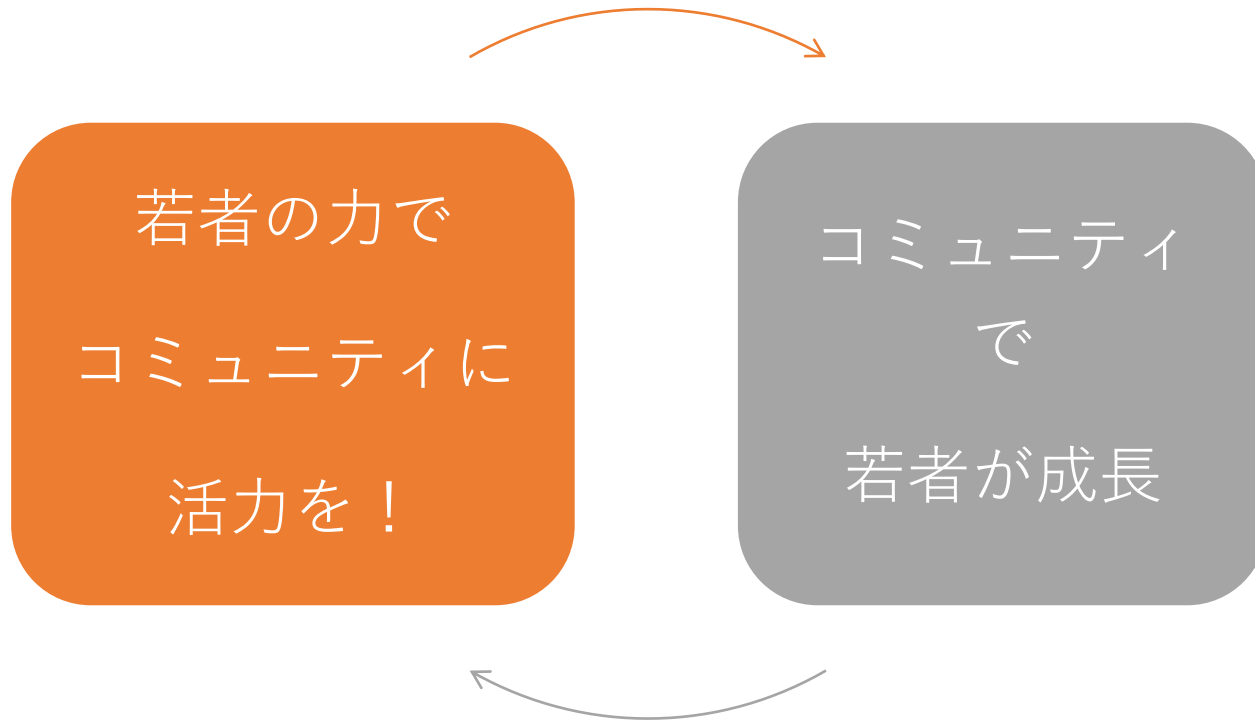 若者の力で
コミュニティに
活力を！
コミュニティ
で
若者が成長